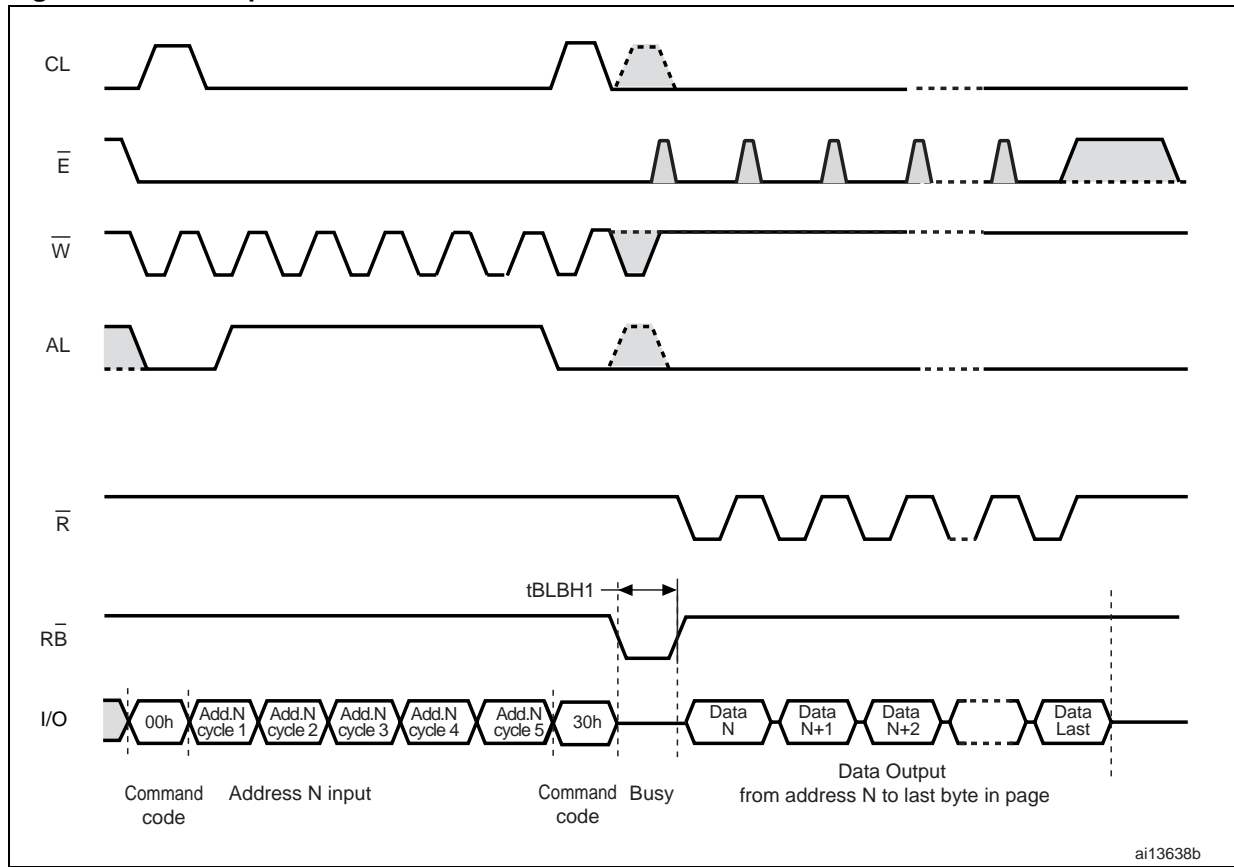 CL
E
W
AL
R
tBLBH1
RB
I/O
00h
Add.N
cycle 1
Add.N
cycle 2
Add.N
cycle 3
Add.N
cycle 4
Add.N
cycle 5
30h
Data
N
Data
N+1
Data
N+2
Data
Last
Command
code
Address N input
Command
code
Busy
Data Output
from address N to last byte in page
ai13638b